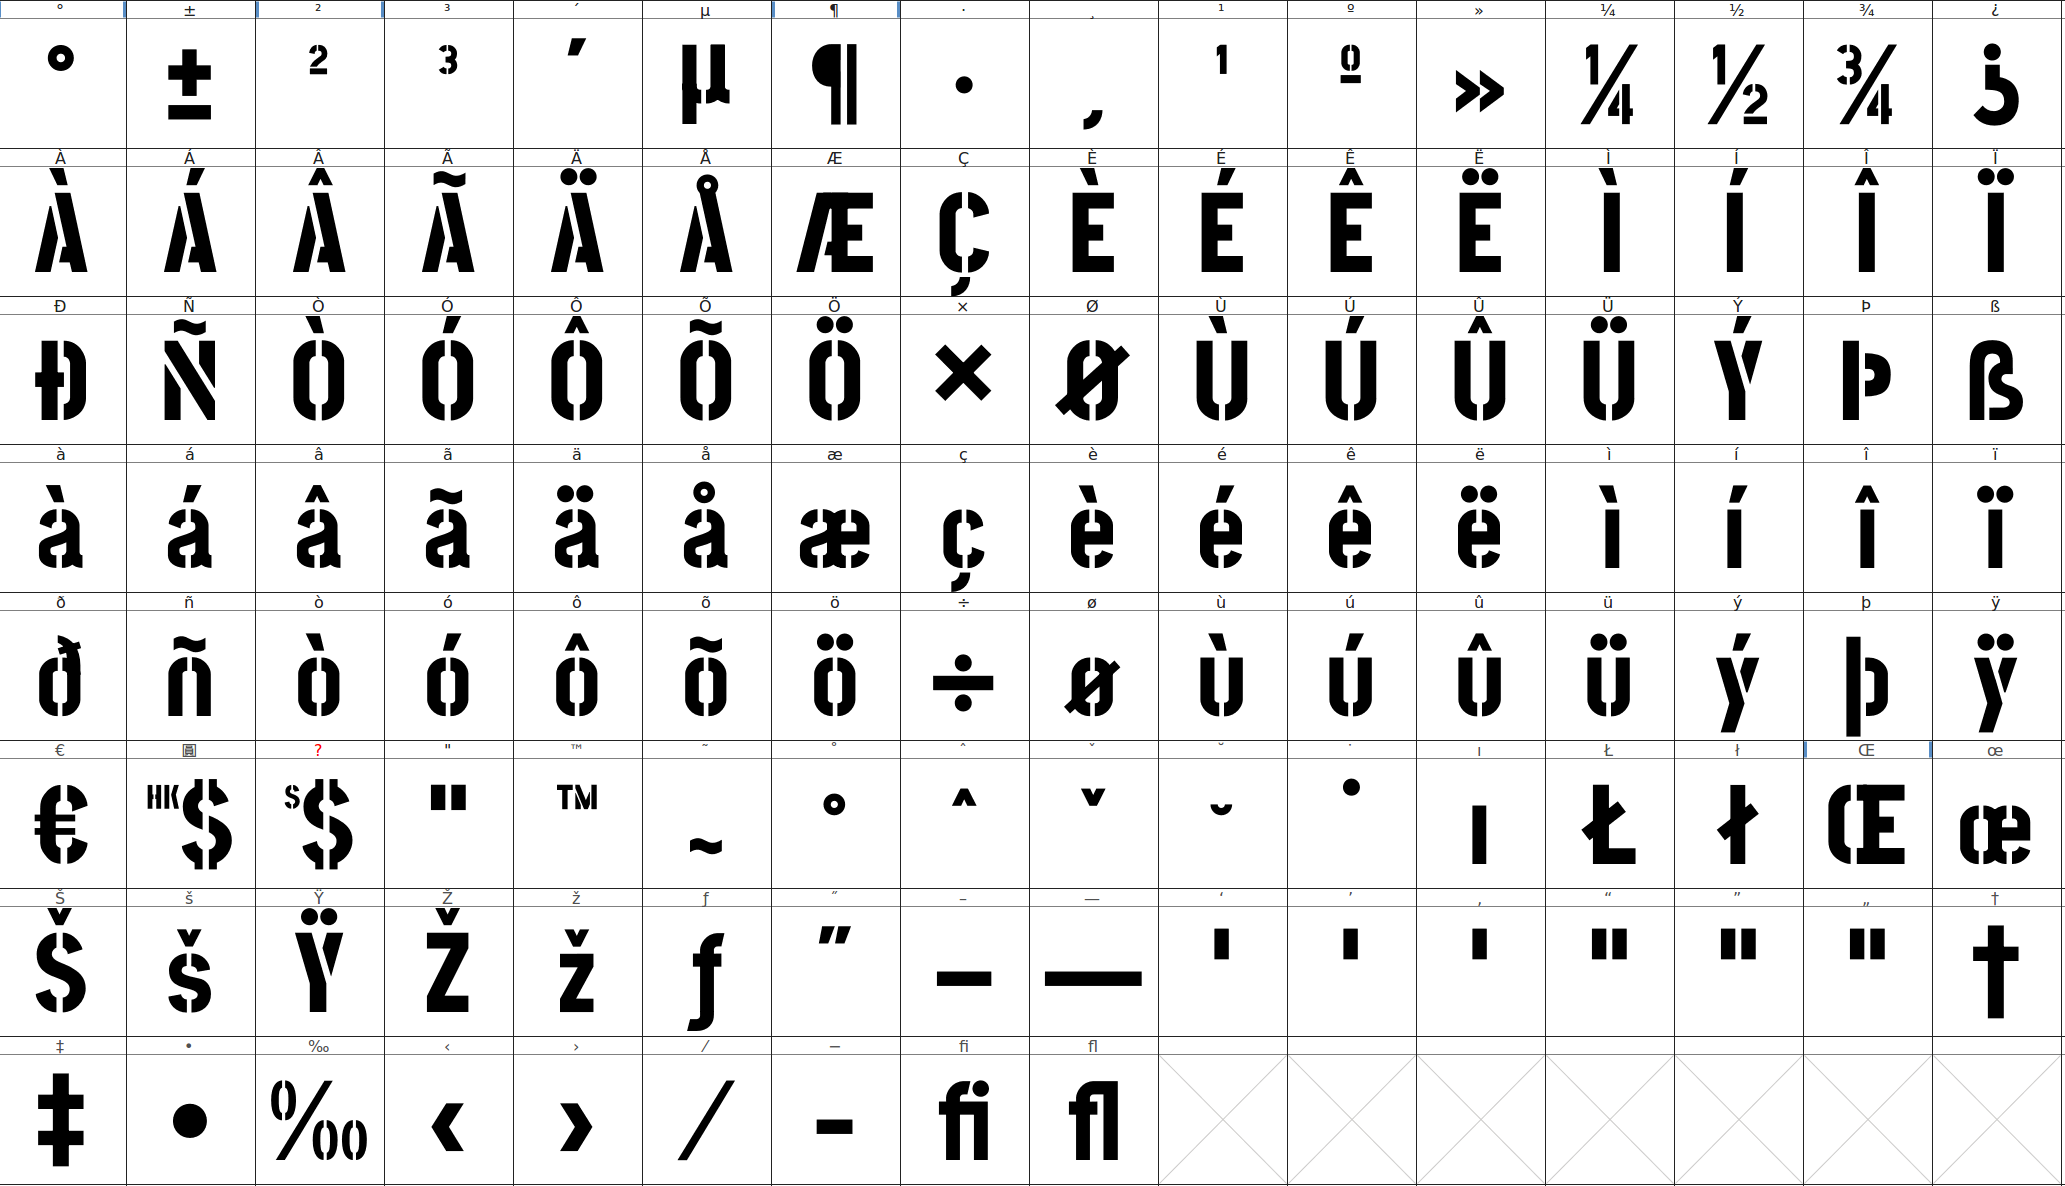 ° ± ² ³ ´ µ ¶ · ¸ ¹ º » ¼ ½ ¾ ¿
° ± ² ³ ´ µ ¶ · ¸ ¹ º » ¼ ½ ¾ ¿
À Á Â Ã Ä Å Æ Ç È É Ê Ë Ì Í Î Ï
À Á Â Ã Ä Å Æ Ç È É Ê Ë Ì Í Î Ï
Ð Ñ Ò Ó Ô Õ Ö × Ø Ù Ú Û Ü Ý Þ ß
Ð Ñ Ò Ó Ô Õ Ö × Ø Ù Ú Û Ü Ý Þ ß
à á â ã ä å æ ç è é ê ë ì í î ï
à á â ã ä å æ ç è é ê ë ì í î ï
ð ñ ò ó ô õ ö ÷ ø ù ú û ü ý þ ÿ
ð ñ ò ó ô õ ö ÷ ø ù ú û ü ý þ ÿ
€ 圓 ? " ™ ˜ ˚ ˆ ˇ ˘ ˙ ı Ł ł Œ œ
€ HK$ $$ " ™ ~ ˚ ˆ ˇ ˘ ˙ ı Ł ł Œ œ
Š š Ÿ Ž ž ƒ ˝ – — ‘ ’ ‚ “ ” „ †
Š š Ÿ Ž ž ƒ ˝ – — ' ' ' " " " †
‡ • ‰ ‹ › ⁄ − ﬁ ﬂ
‡ • ‰ ‹ › ⁄ − ﬁ ﬂ